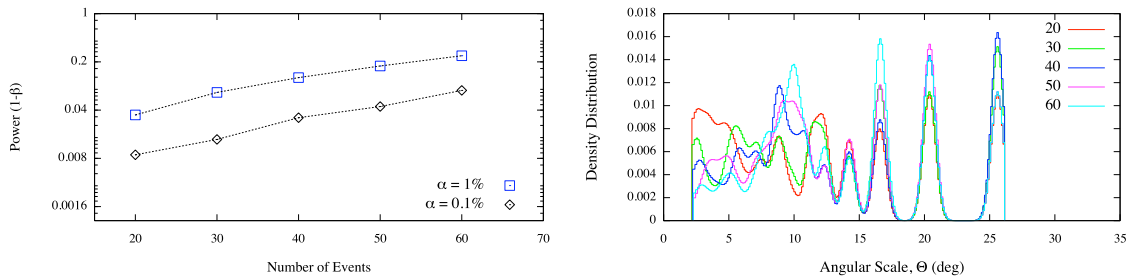 1
0.2
0.04
0.008
0.0016
Power (1-β)
20 30 40 50 60 70
Number of Events
α = 1%
α = 0.1%
0.018
0.016
0.014
0.012
0.01
0.008
0.006
0.004
0.002
0
Density Distribution
0 5 10 15 20 25 30 35
Angular Scale, Θ (deg)
20
30
40
50
60